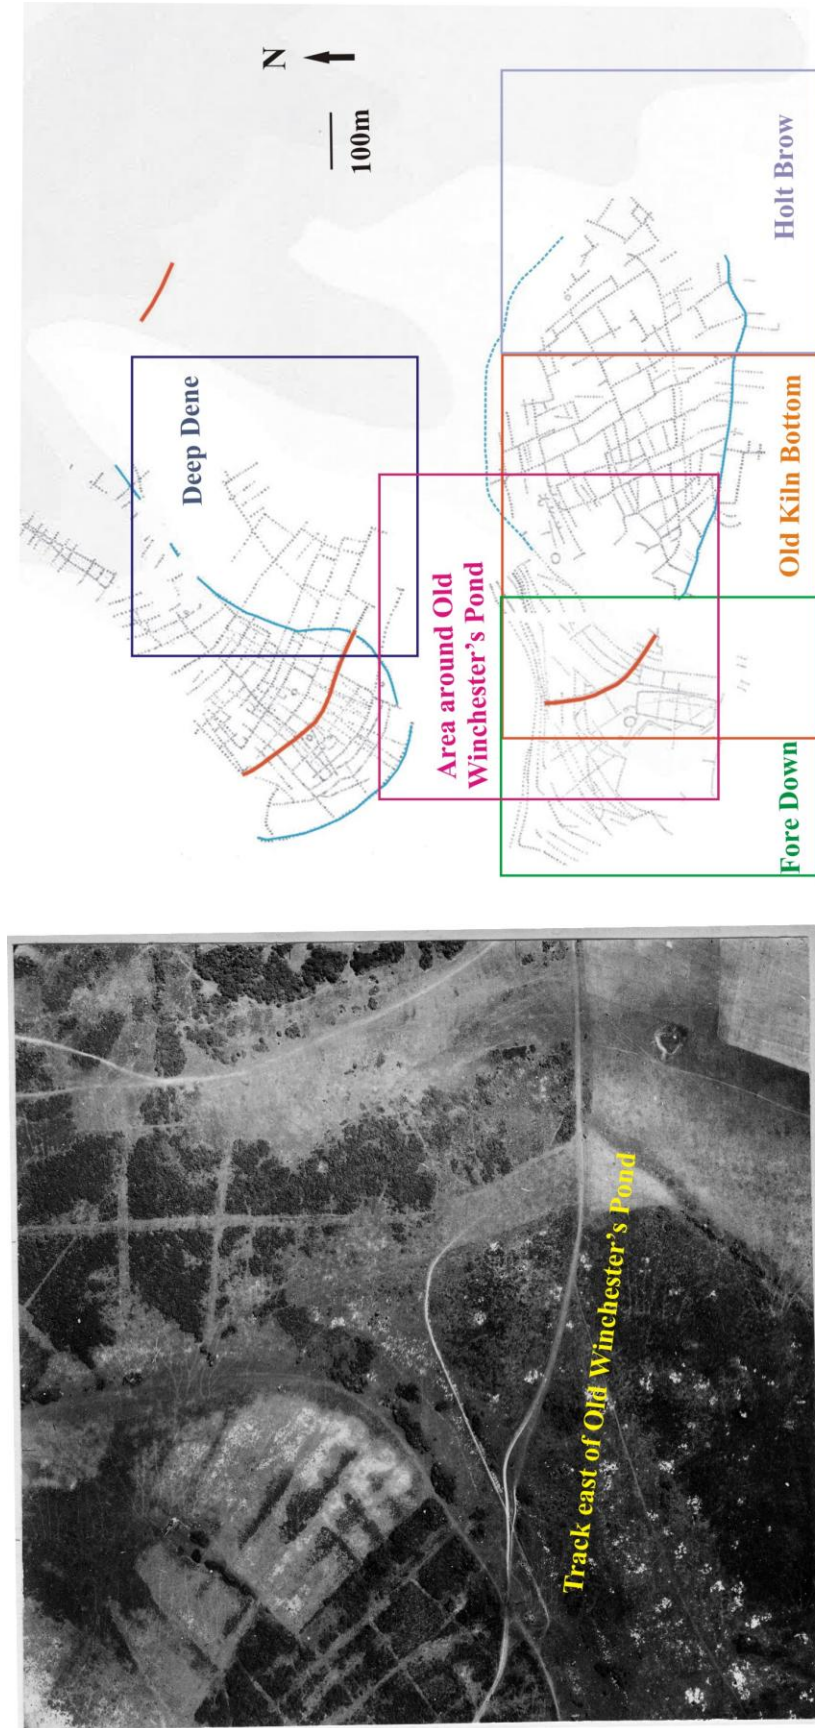 N
100m
Deep Dene
Area around Old
Winchester's Pond
Holt Brow
Old Kiln Bottom
Fore Down
Track east of Old Winchester's Pond